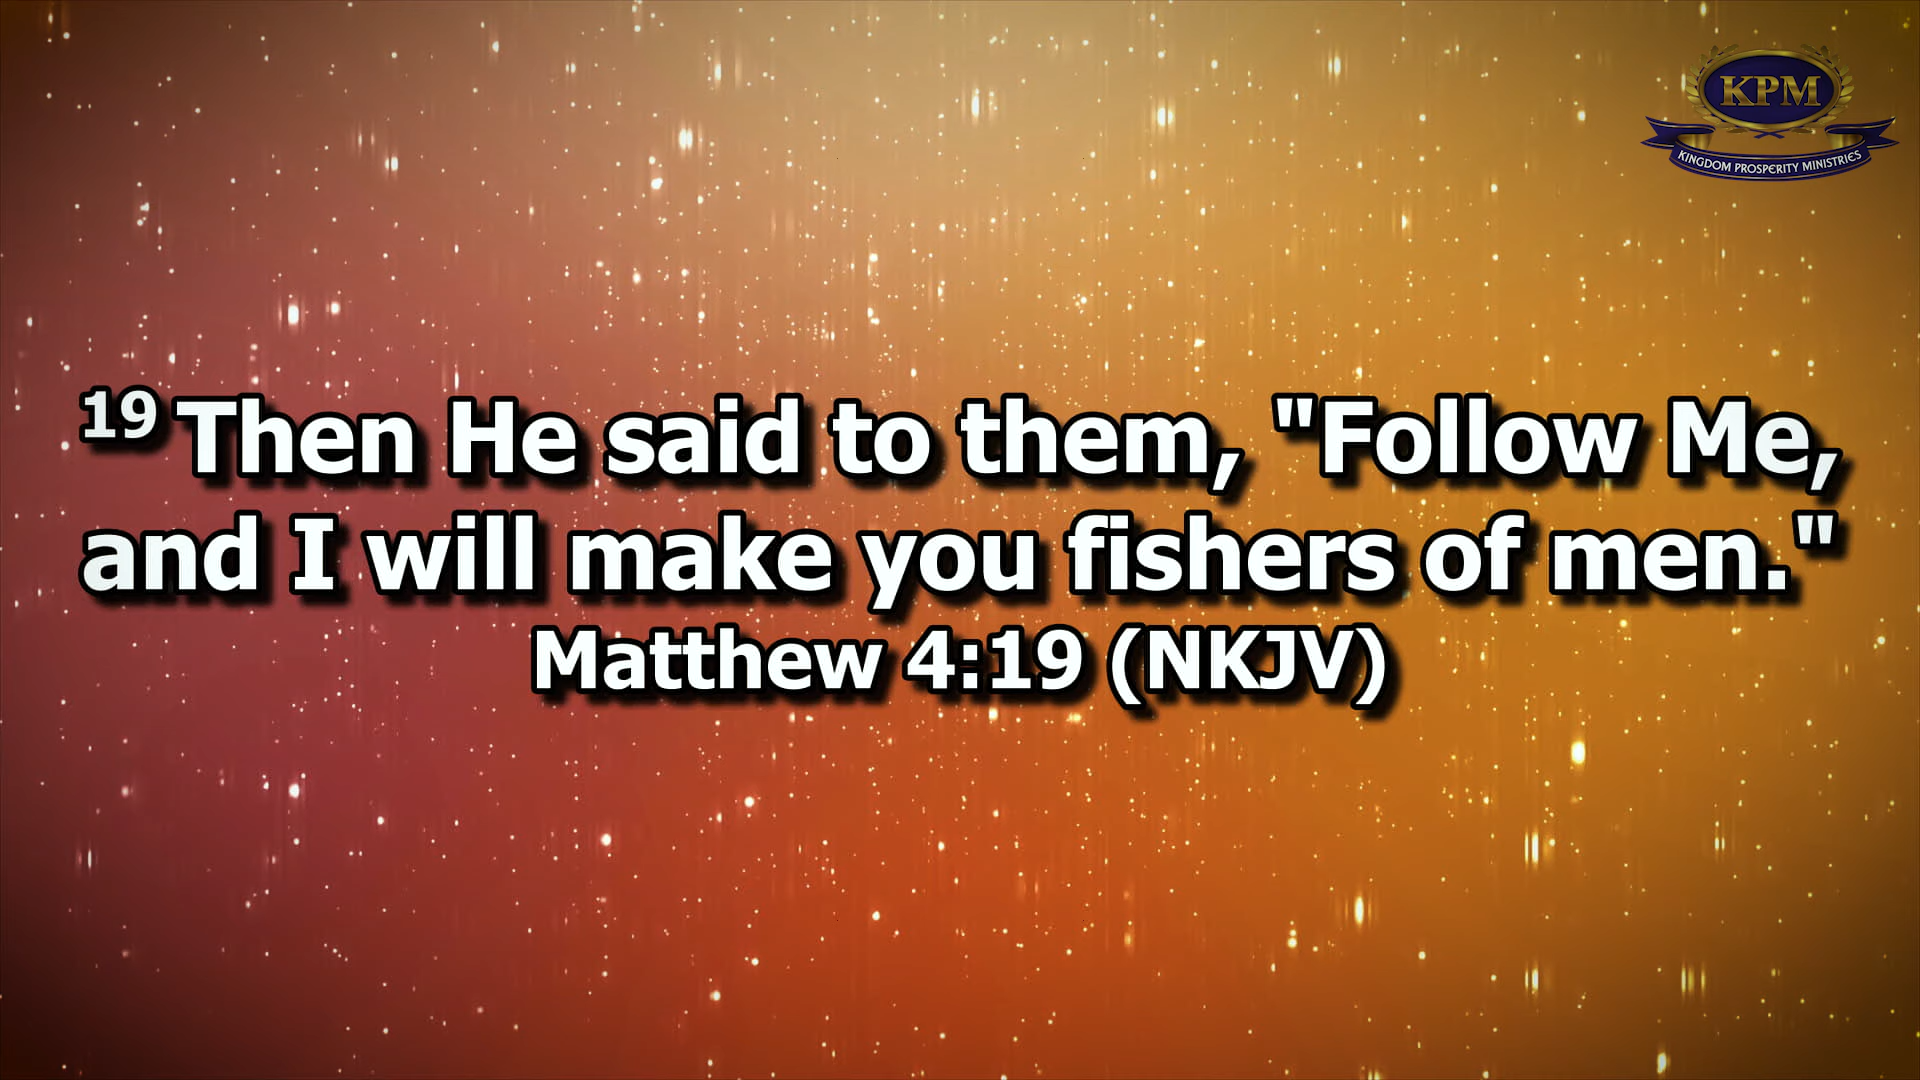 KPM
KINGDOM PROSPERITY MINISTRIES
19 Then He said to them, "Follow Me,
and I will make you fishers of men."
Matthew 4:19 (NKJV)